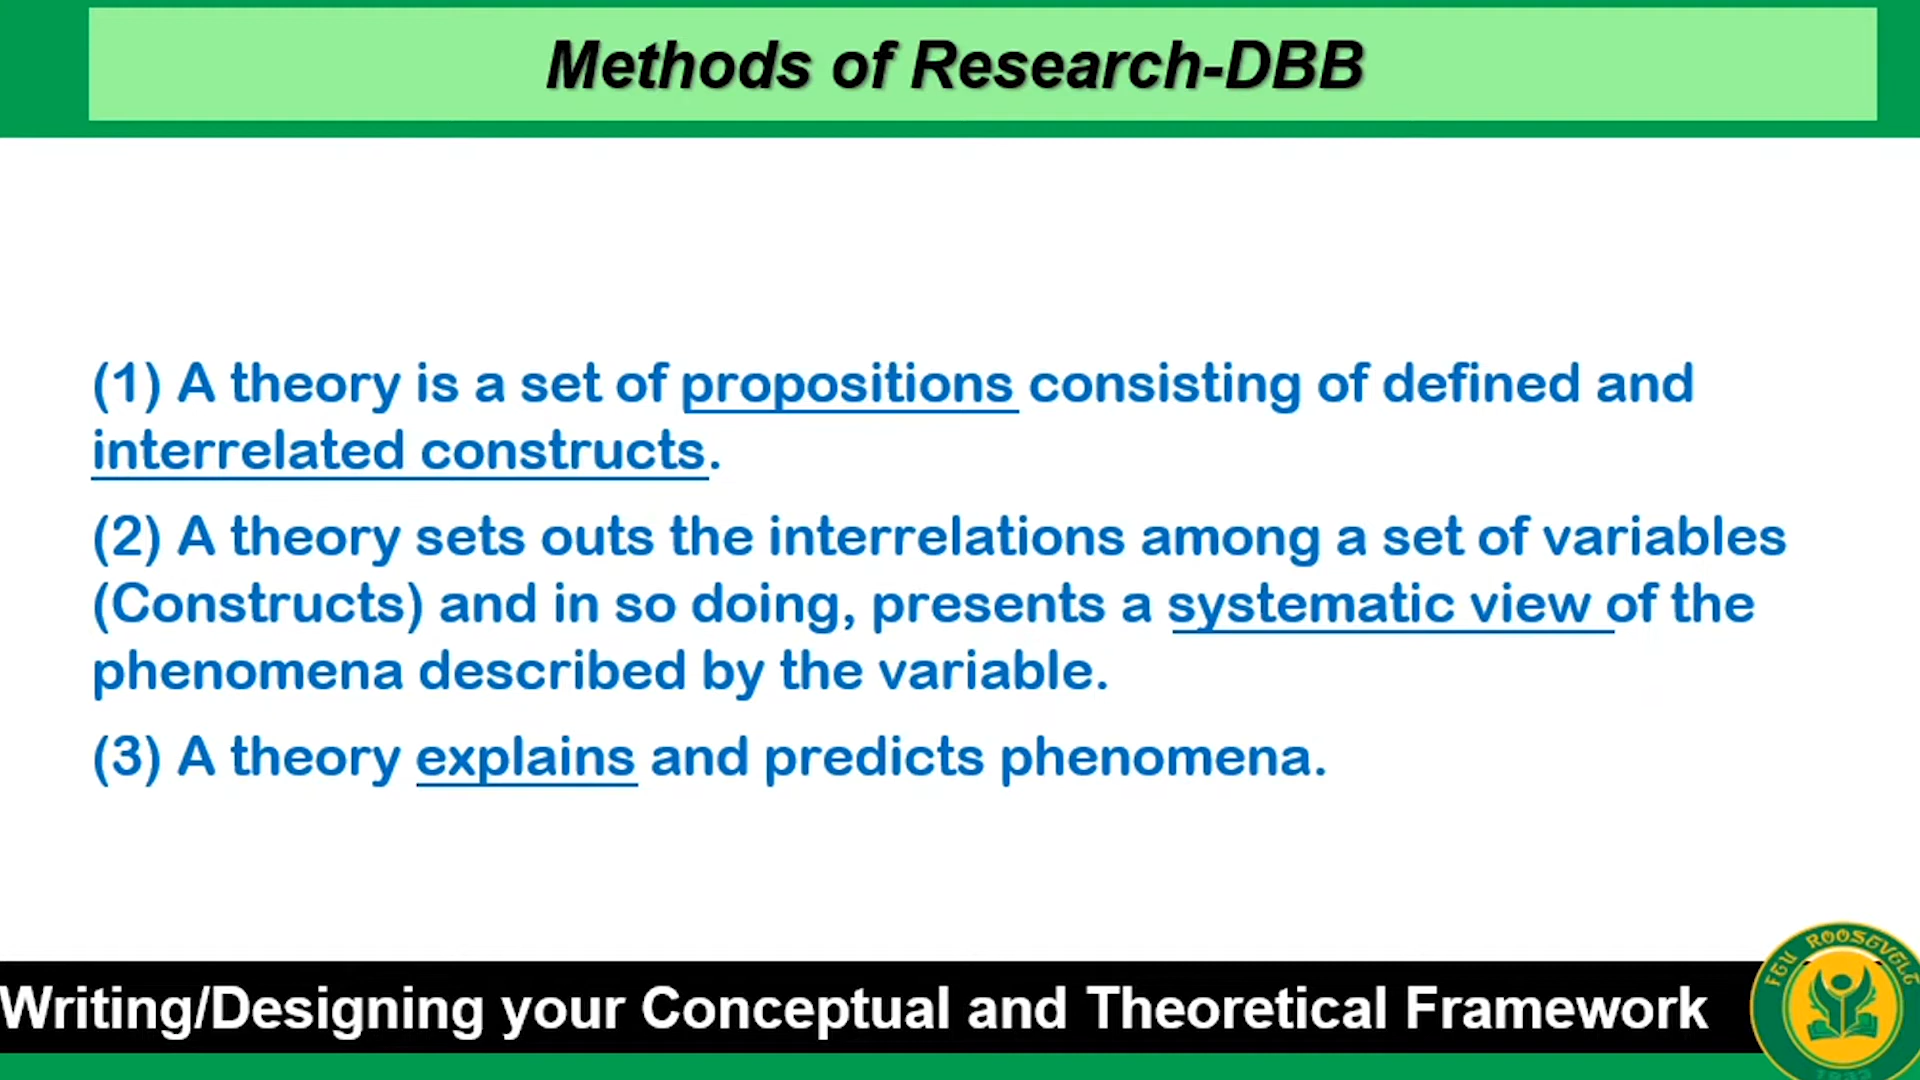 Methods of Research-DBB
(1) A theory is a set of propositions consisting of defined and
interrelated constructs.
(2) A theory sets outs the interrelations among a set of variables
(Constructs) and in so doing, presents a systematic view of the
phenomena described by the variable.
(3) A theory explains and predicts phenomena.
Writing/Designing your Conceptual and Theoretical Framework
FEU ROOSEVELT
1933